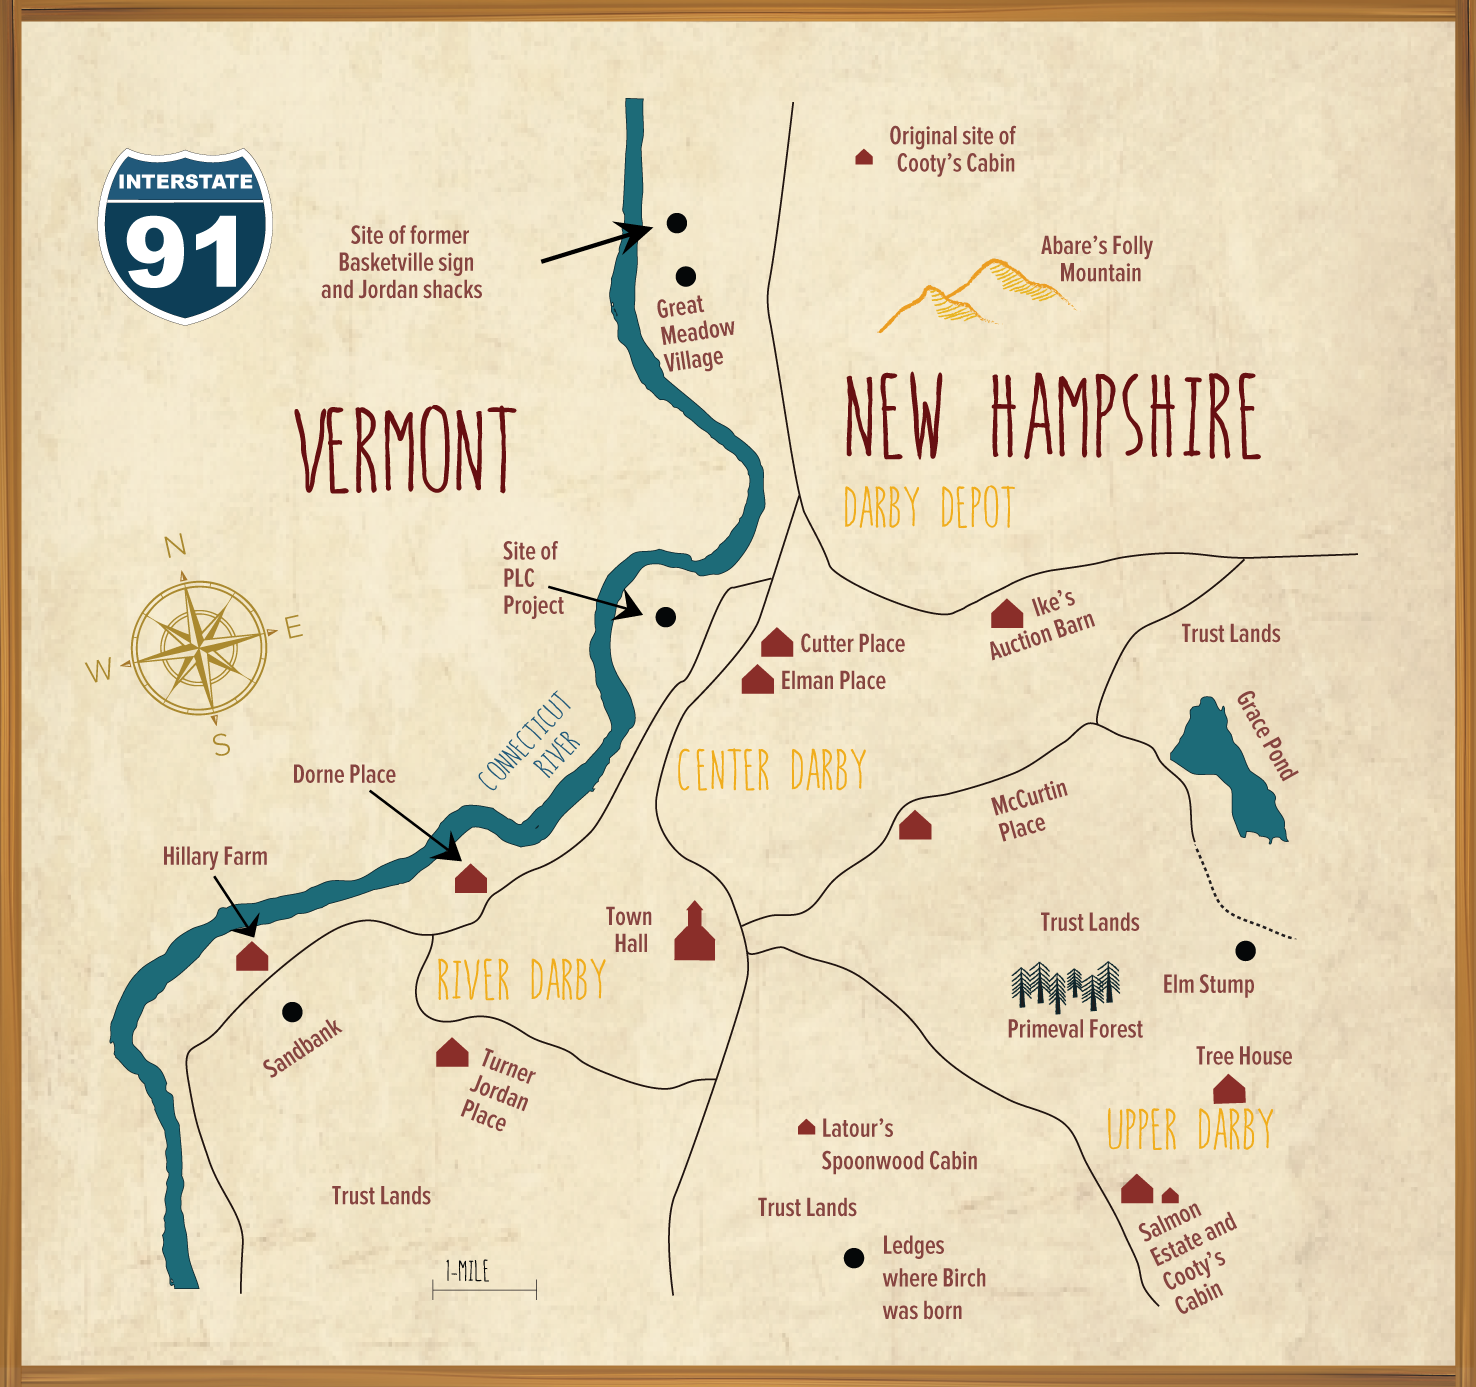 Original site of
Cooty's Cabin
INTERSTATE
91
Site of former
Basketville sign
and Jordan shacks
Abare's Folly
Mountain
Great
Meadow
Village
VERMONT
NEW HAMPSHIRE
DARBY DEPOT
N
E
W
S
Site of
PLC
Project
Ike's
Auction Barn
Trust Lands
Cutter Place
Elman Place
Grace Pond
CONNECTICUT
RIVER
CENTER DARBY
Dorne Place
McCurtin
Place
Hillary Farm
Town
Hall
Trust Lands
RIVER DARBY
Elm Stump
Primeval Forest
Sandbank
Turner
Jordan
Place
Tree House
UPPER DARBY
Latour's
Spoonwood Cabin
Trust Lands
Trust Lands
Salmon
Estate and
Cooty's
Cabin
Ledges
where Birch
was born
1-MILE